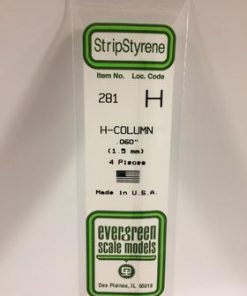 StripStyrene
Item No. Loc. Code
281 H
H-COLUMN
.060"
(1.5 mm)
4 Pieces
Made in U.S.A.
evergreen
scale models
Des Plaines, IL 60018